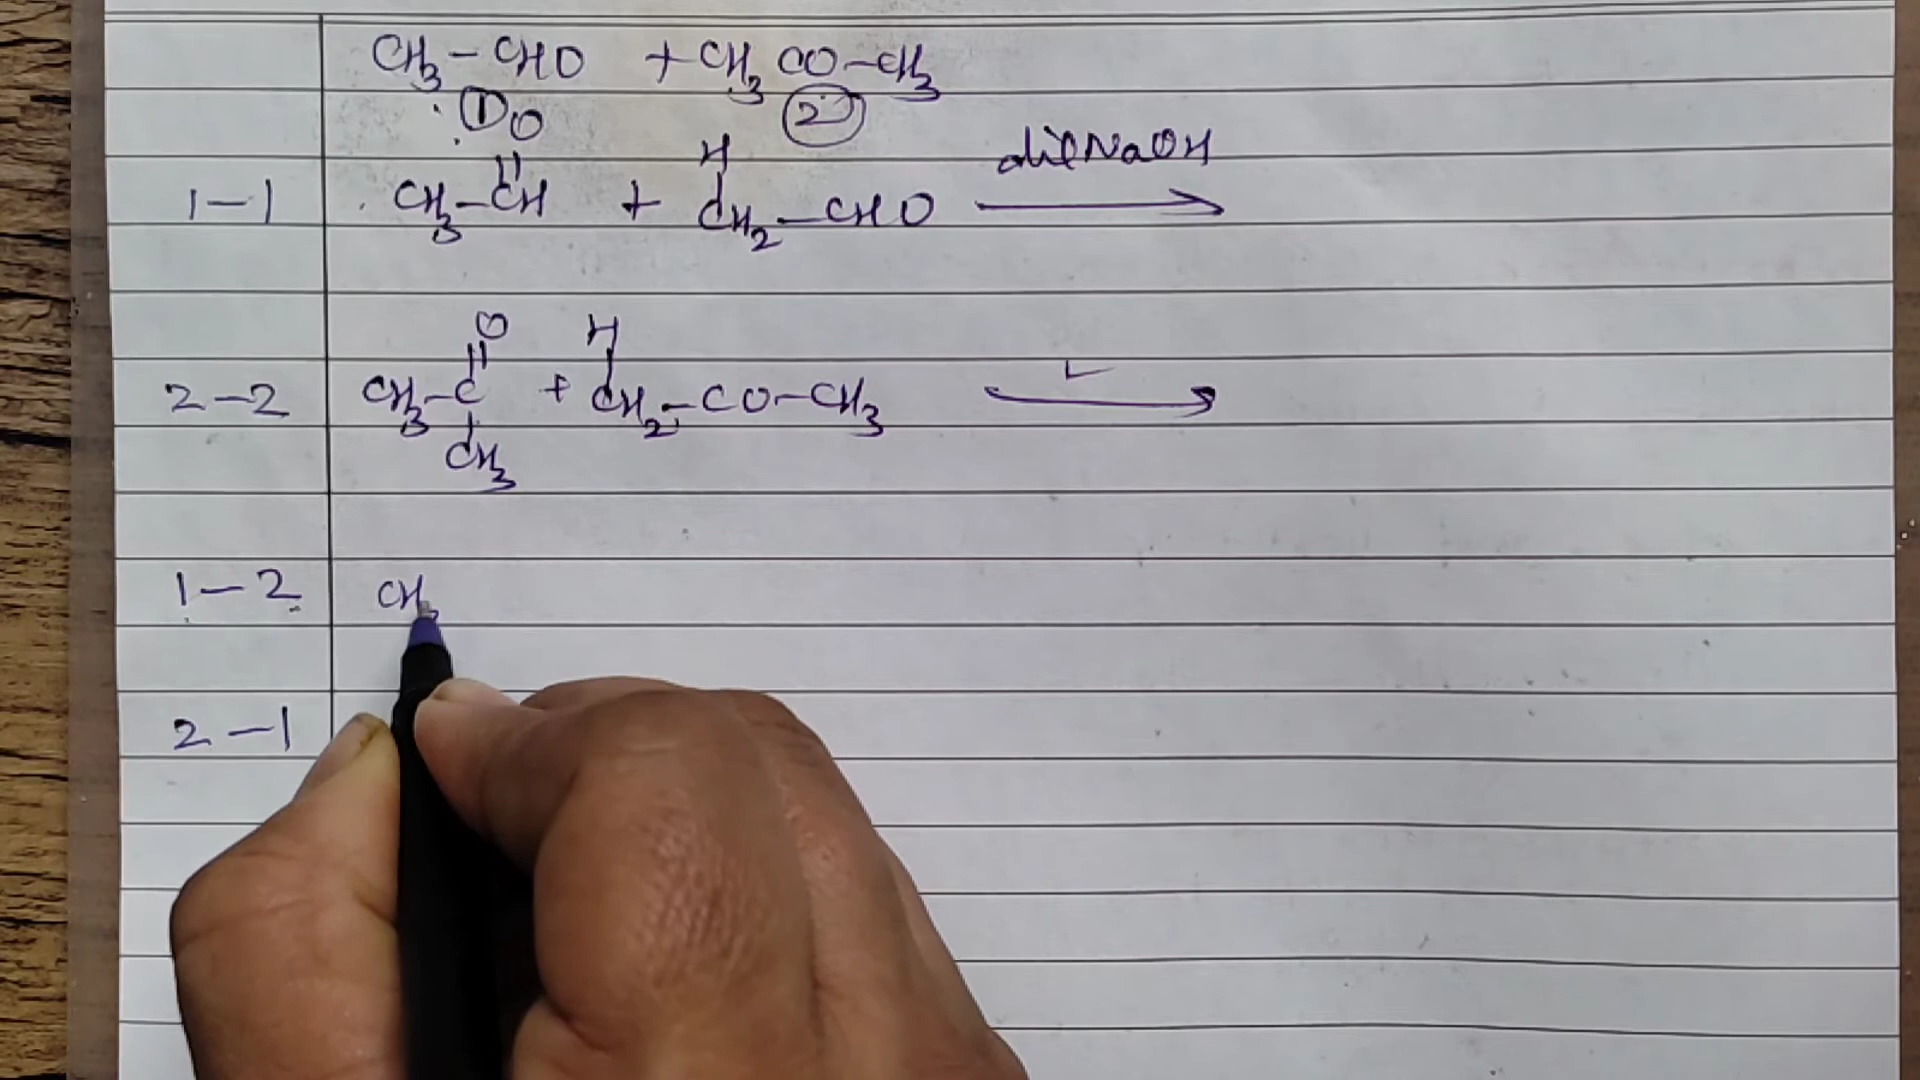 CH3-CHO + CH3 CO-CH3
1 2
O H dil NaOH
1-1 CH3-CH + CH2-CHO
O H
2-2 CH3-C + CH2-CO-CH3
CH3
1-2 CH3
2-1